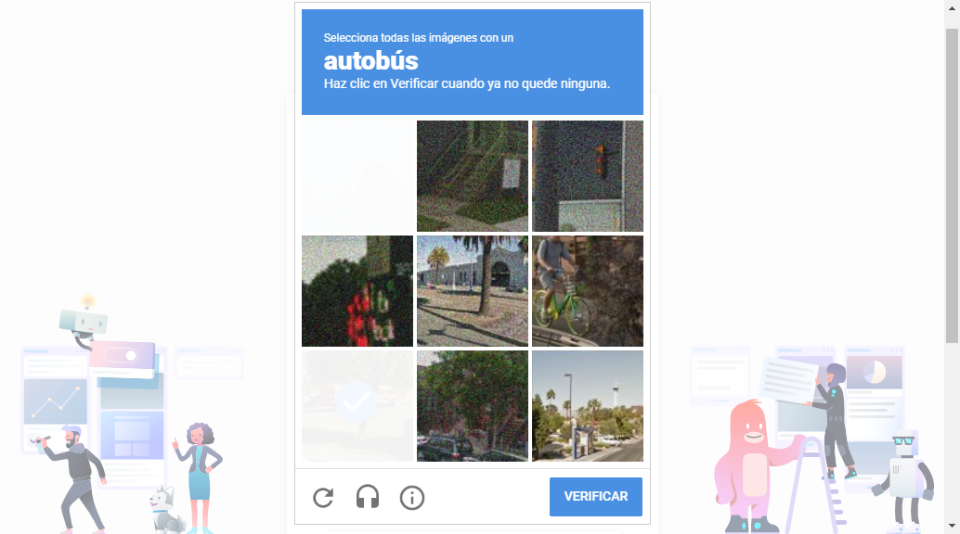 Selecciona todas las imágenes con un
autobús
Haz clic en Verificar cuando ya no quede ninguna.
VERIFICAR